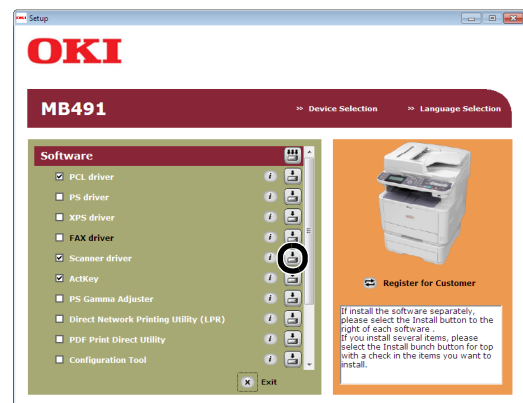 OKI Setup
OKI
MB491
>> Device Selection
>> Language Selection
Software
PCL driver
PS driver
XPS driver
FAX driver
Scanner driver
ActKey
PS Gamma Adjuster
Direct Network Printing Utility (LPR)
PDF Print Direct Utility
Configuration Tool
x Exit
Register for Customer
If install the software separately,
please select the Install button to the
right of each software .
If you install several items, please
select the Install bunch button for top
with a check in the items you want to
install.